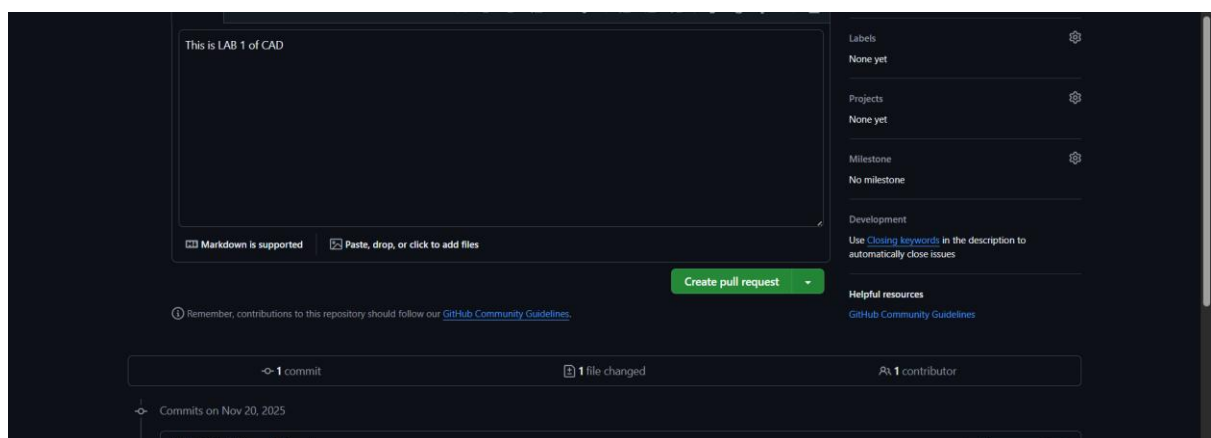 This is LAB 1 of CAD
Markdown is supported
Paste, drop, or click to add files
Create pull request
Remember, contributions to this repository should follow our GitHub Community Guidelines.
Labels
None yet
Projects
None yet
Milestone
No milestone
Development
Use Closing keywords in the description to
automatically close issues
Helpful resources
GitHub Community Guidelines
1 commit
1 file changed
1 contributor
Commits on Nov 20, 2025